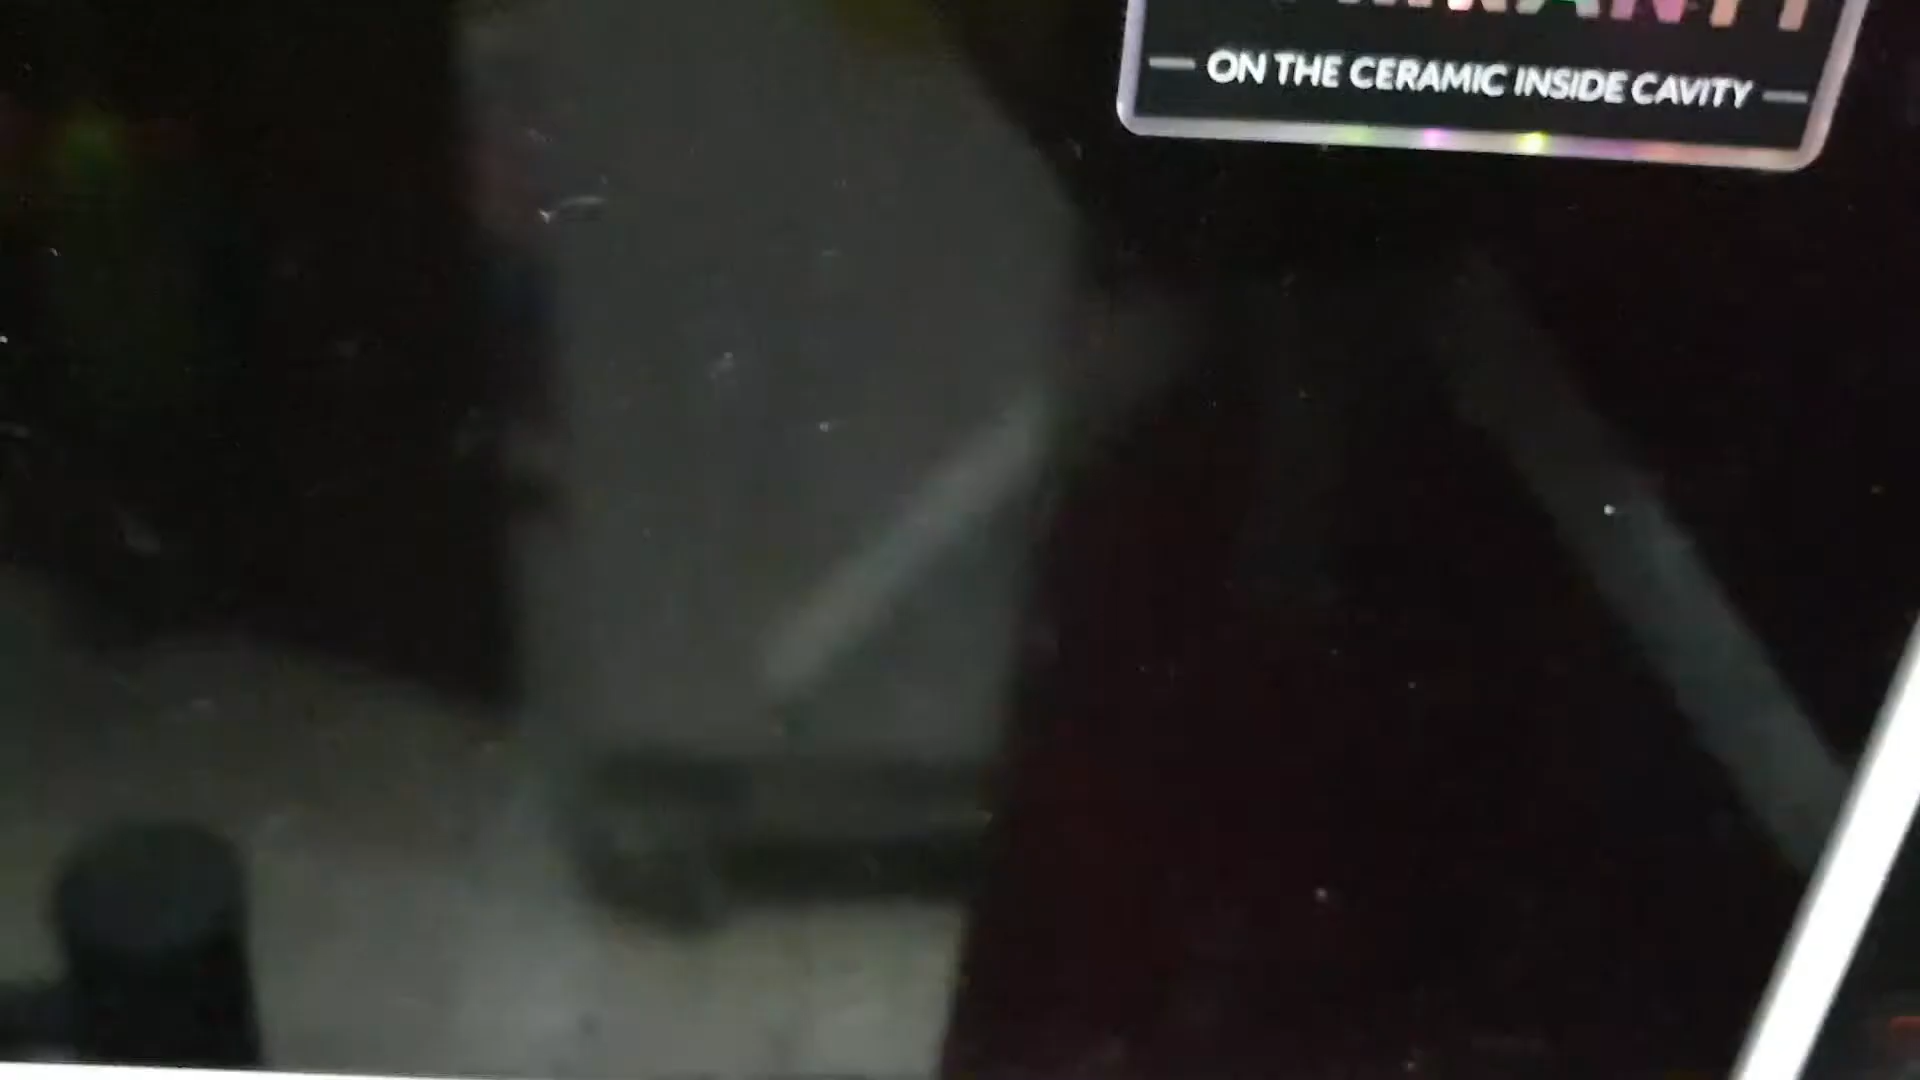 — ON THE CERAMIC INSIDE CAVITY —